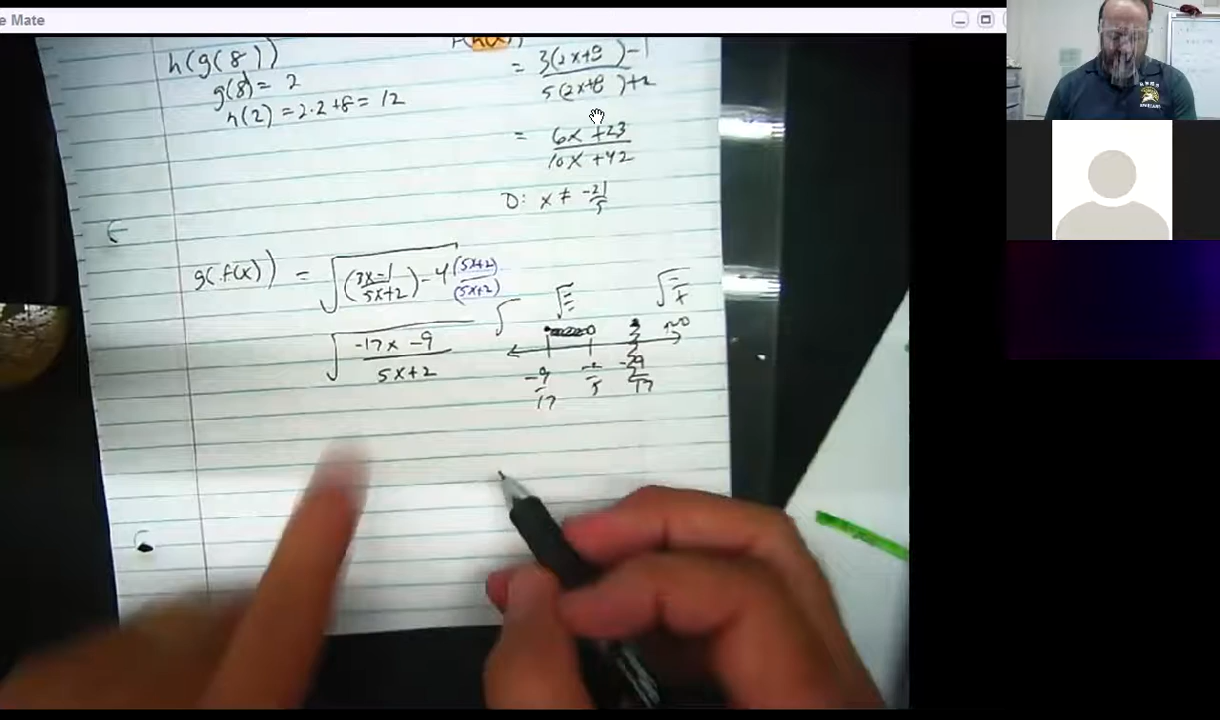 e Mate
h(g(8))
g(8) = 2
h(2) = 2·2+8 = 12
= 3(2x+8) - 1
5(2x+8) + 2
= 6x + 23
10x + 42
D: x ≠ -21
5
g(f(x)) = √(3x-1 / 5x+2) - 4 (5x+2)
(5x+2)
√ -17x - 9
5x+2
-9
17
-2
5
17